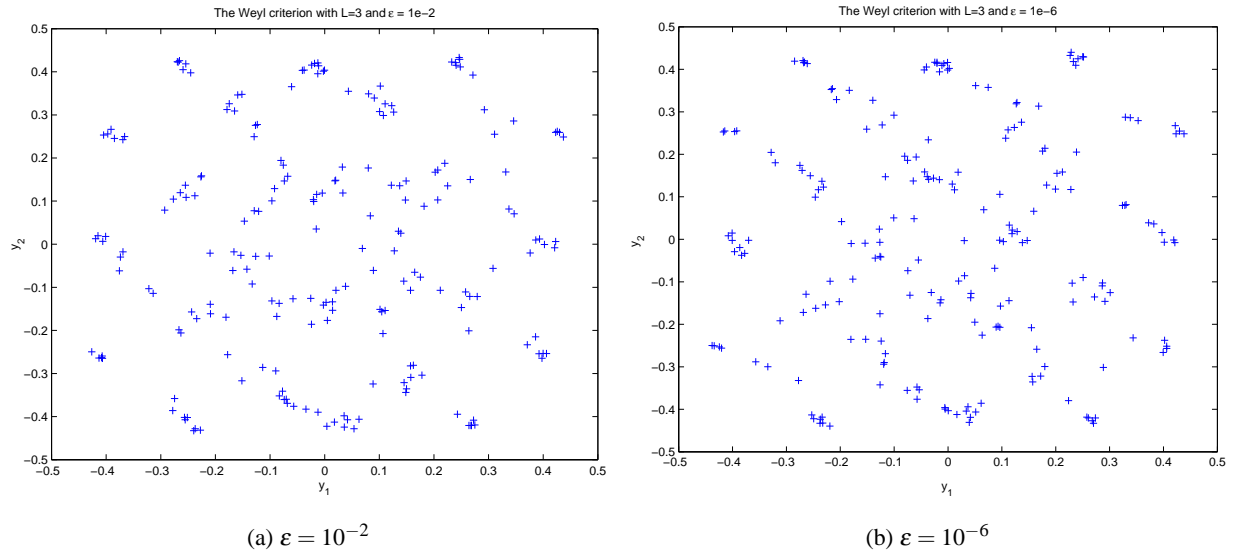 The Weyl criterion with L=3 and ε = 1e−2
0.5
0.4
0.3
0.2
0.1
0
−0.1
−0.2
−0.3
−0.4
−0.5
y₂
−0.5 −0.4 −0.3 −0.2 −0.1 0 0.1 0.2 0.3 0.4 0.5
y₁
(a) ε = 10⁻²
The Weyl criterion with L=3 and ε = 1e−6
0.5
0.4
0.3
0.2
0.1
0
−0.1
−0.2
−0.3
−0.4
−0.5
y₂
−0.5 −0.4 −0.3 −0.2 −0.1 0 0.1 0.2 0.3 0.4 0.5
y₁
(b) ε = 10⁻⁶